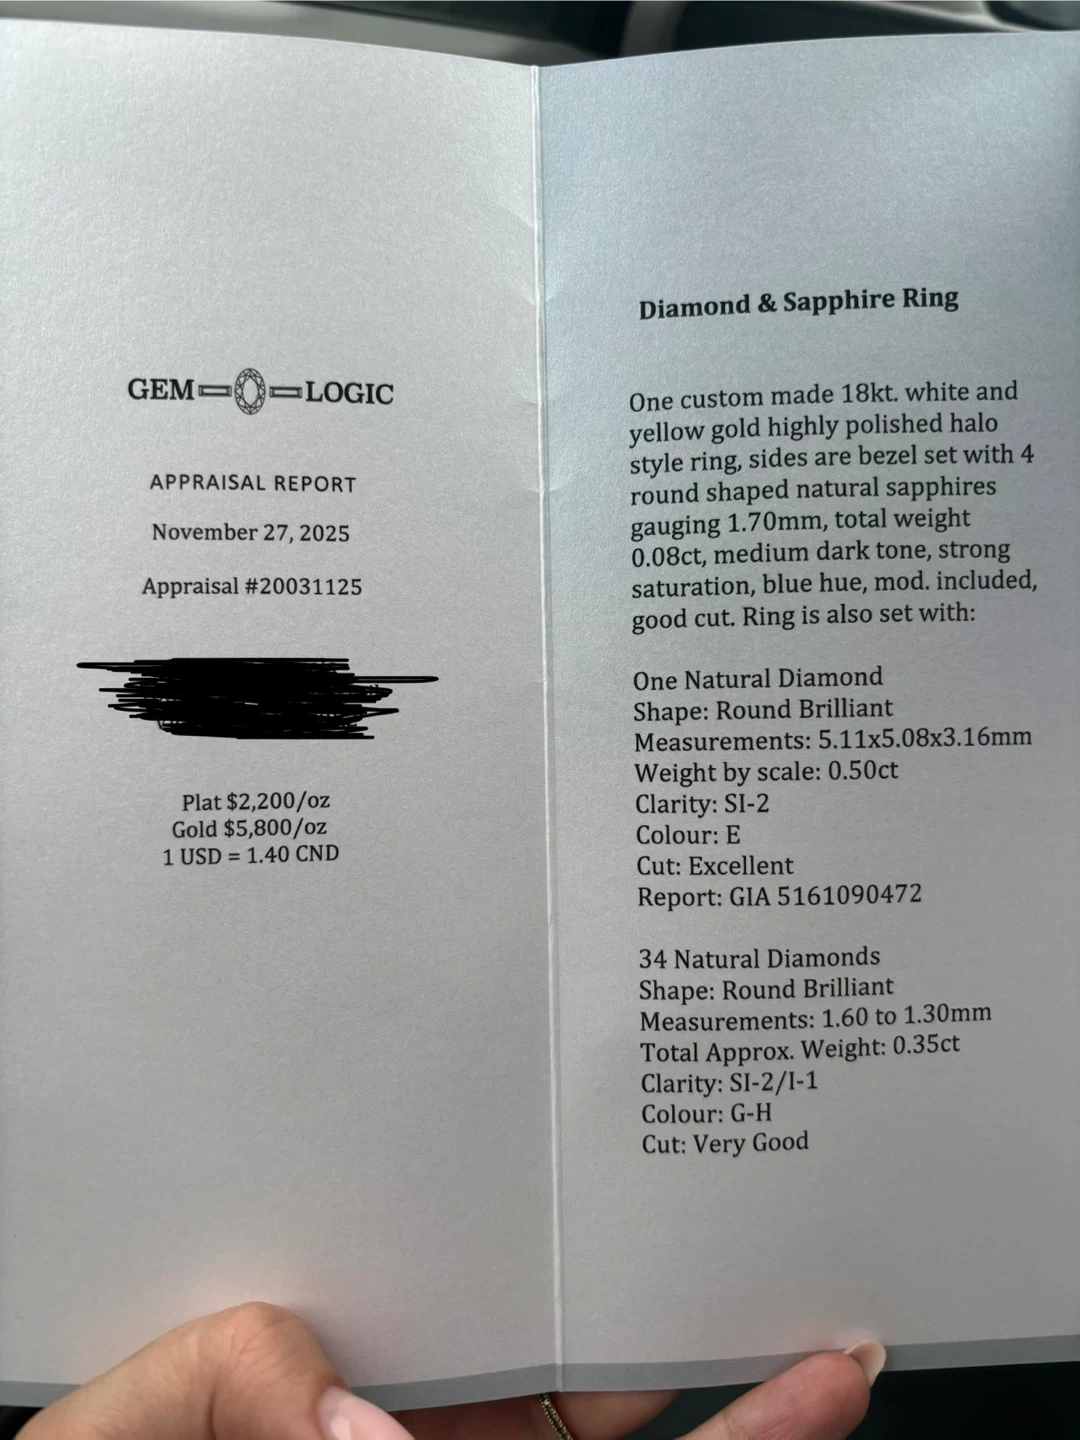 GEM LOGIC
APPRAISAL REPORT
November 27, 2025
Appraisal #20031125
Plat $2,200/oz
Gold $5,800/oz
1 USD = 1.40 CND
Diamond & Sapphire Ring
One custom made 18kt. white and
yellow gold highly polished halo
style ring, sides are bezel set with 4
round shaped natural sapphires
gauging 1.70mm, total weight
0.08ct, medium dark tone, strong
saturation, blue hue, mod. included,
good cut. Ring is also set with:
One Natural Diamond
Shape: Round Brilliant
Measurements: 5.11x5.08x3.16mm
Weight by scale: 0.50ct
Clarity: SI-2
Colour: E
Cut: Excellent
Report: GIA 5161090472
34 Natural Diamonds
Shape: Round Brilliant
Measurements: 1.60 to 1.30mm
Total Approx. Weight: 0.35ct
Clarity: SI-2/I-1
Colour: G-H
Cut: Very Good